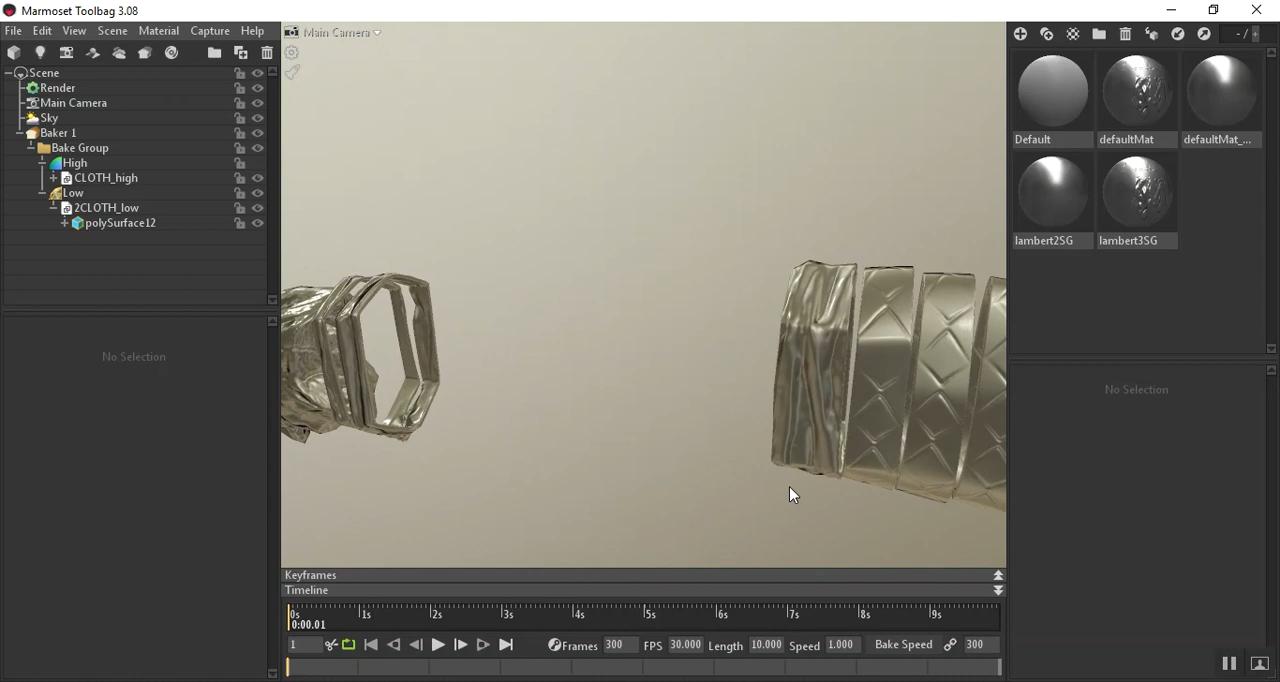 Marmoset Toolbag 3.08
File Edit View Scene Material Capture Help
- / +
Main Camera
Scene
Render
Main Camera
Sky
Baker 1
Bake Group
High
CLOTH_high
Low
2CLOTH_low
polySurface12
No Selection
Default defaultMat defaultMat_...
lambert2SG lambert3SG
No Selection
Keyframes
Timeline
0s 1s 2s 3s 4s 5s 6s 7s 8s 9s
0:00.01
1 Frames 300 FPS 30.000 Length 10.000 Speed 1.000 Bake Speed 300